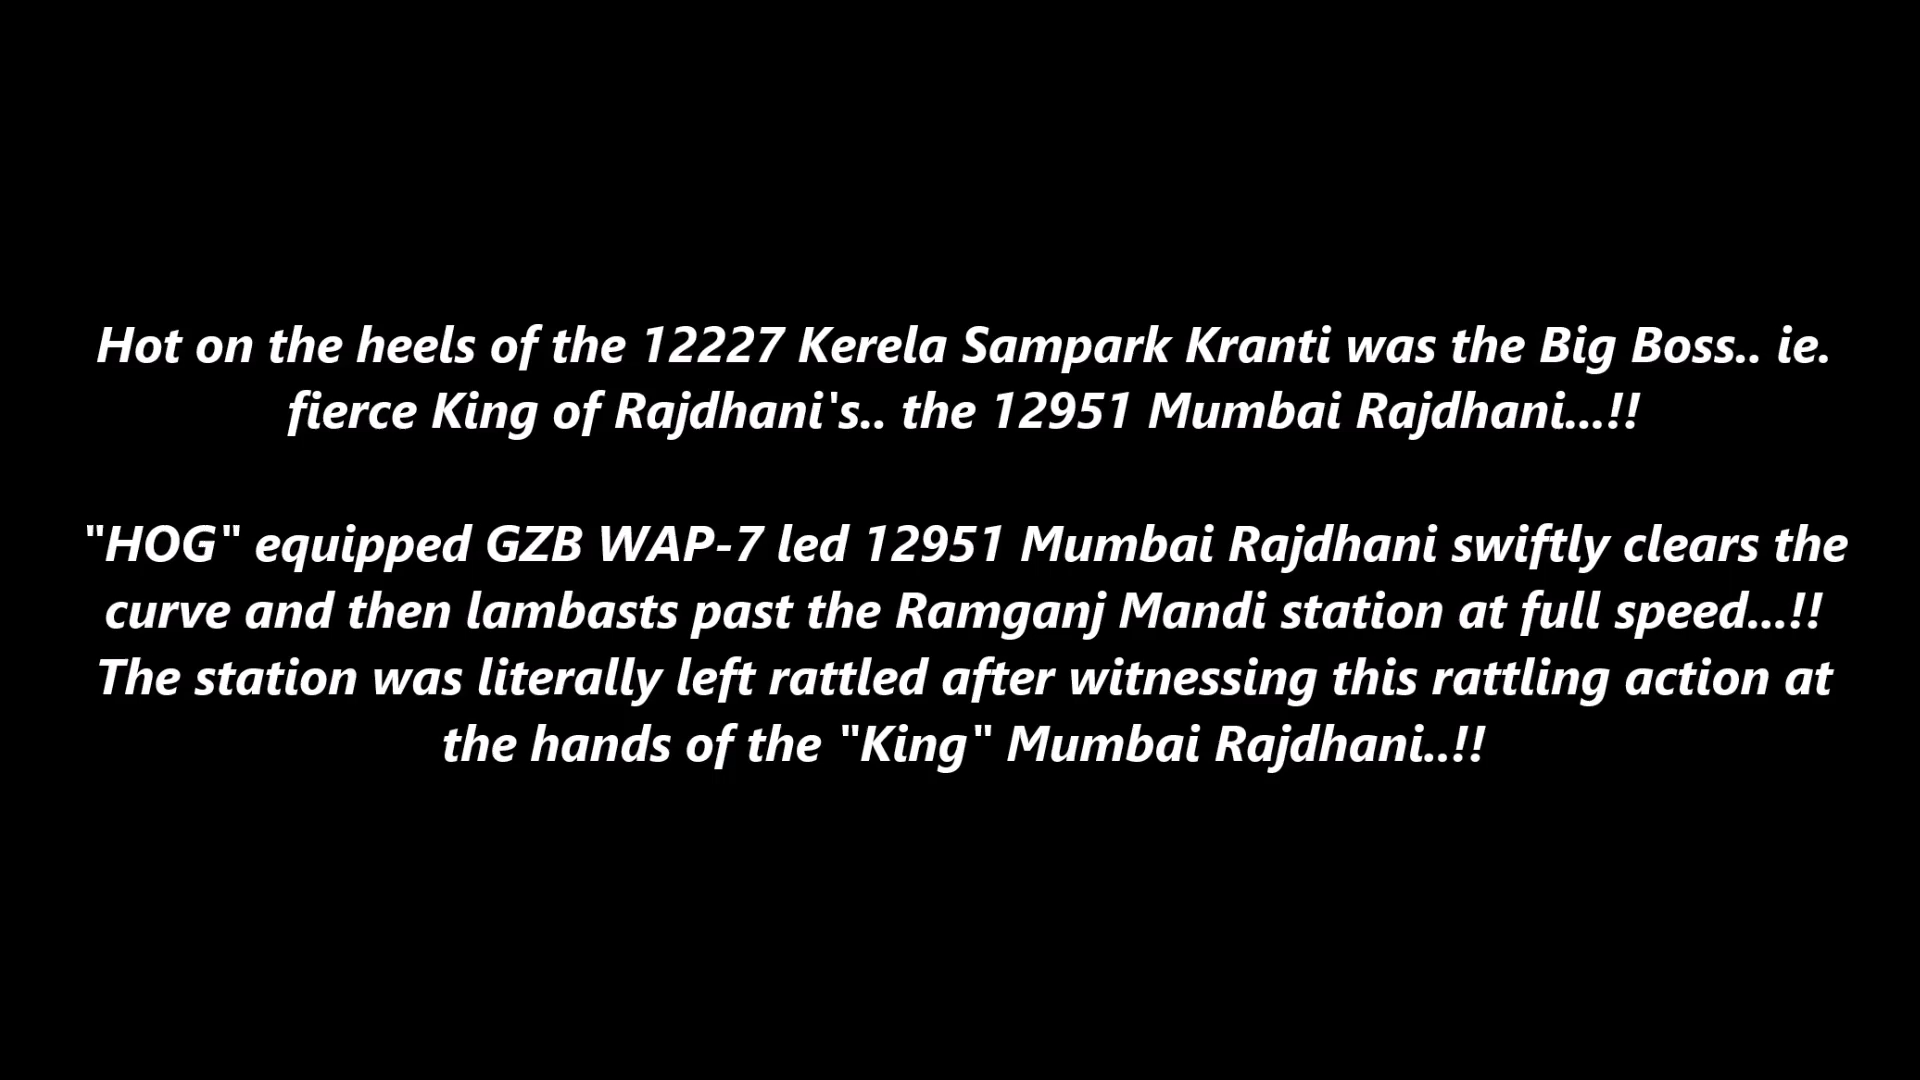 Hot on the heels of the 12227 Kerela Sampark Kranti was the Big Boss.. ie.
fierce King of Rajdhani's.. the 12951 Mumbai Rajdhani...!!
"HOG" equipped GZB WAP-7 led 12951 Mumbai Rajdhani swiftly clears the
curve and then lambasts past the Ramganj Mandi station at full speed...!!
The station was literally left rattled after witnessing this rattling action at
the hands of the "King" Mumbai Rajdhani..!!